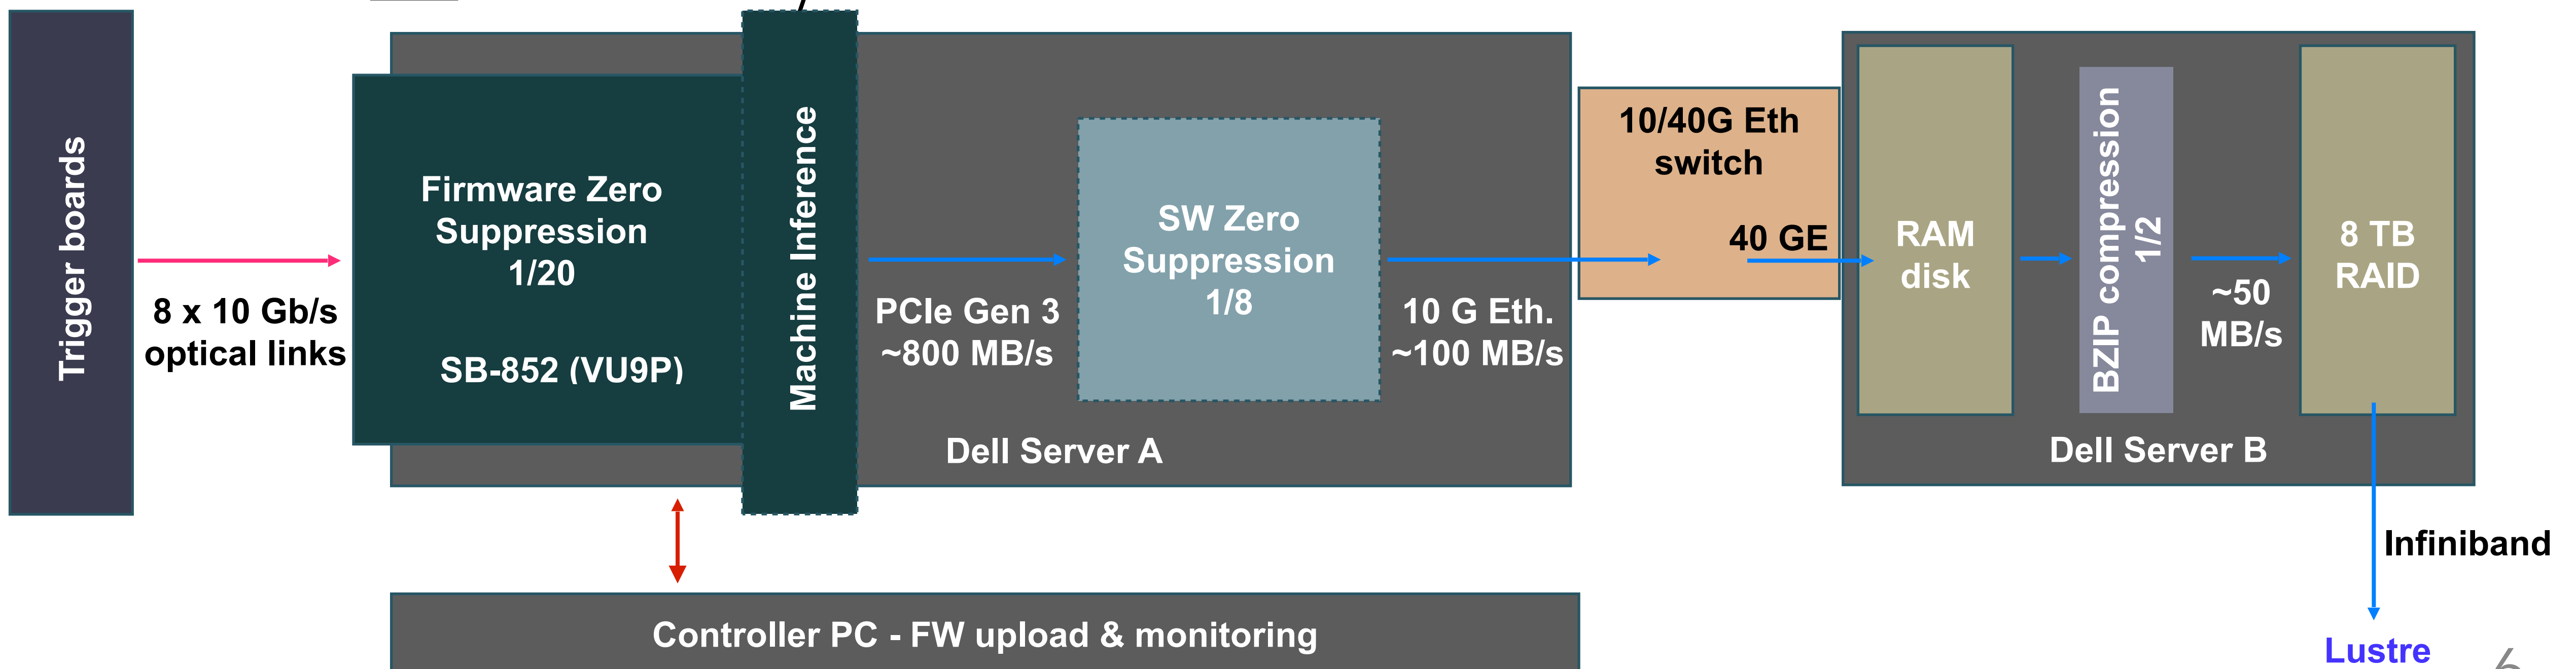 Trigger boards
8 x 10 Gb/s
optical links
Firmware Zero
Suppression
1/20
SB-852 (VU9P)
Machine Inference
PCIe Gen 3
~800 MB/s
SW Zero
Suppression
1/8
10 G Eth.
~100 MB/s
Dell Server A
10/40G Eth
switch
40 GE
RAM
disk
BZIP compression
1/2
~50
MB/s
8 TB
RAID
Dell Server B
Infiniband
Lustre
Controller PC - FW upload & monitoring